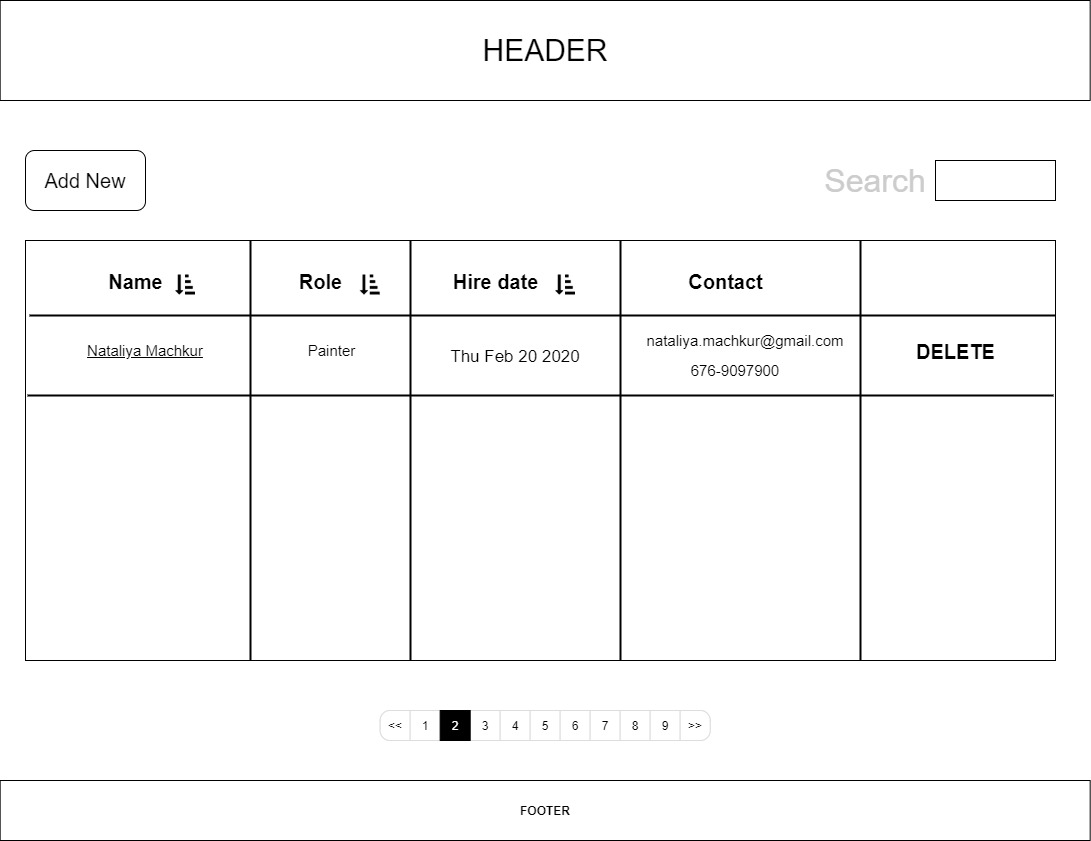 HEADER
Add New
Search
Name Role Hire date Contact
Nataliya Machkur Painter Thu Feb 20 2020 nataliya.machkur@gmail.com
676-9097900
DELETE
<< 1 2 3 4 5 6 7 8 9 >>
FOOTER